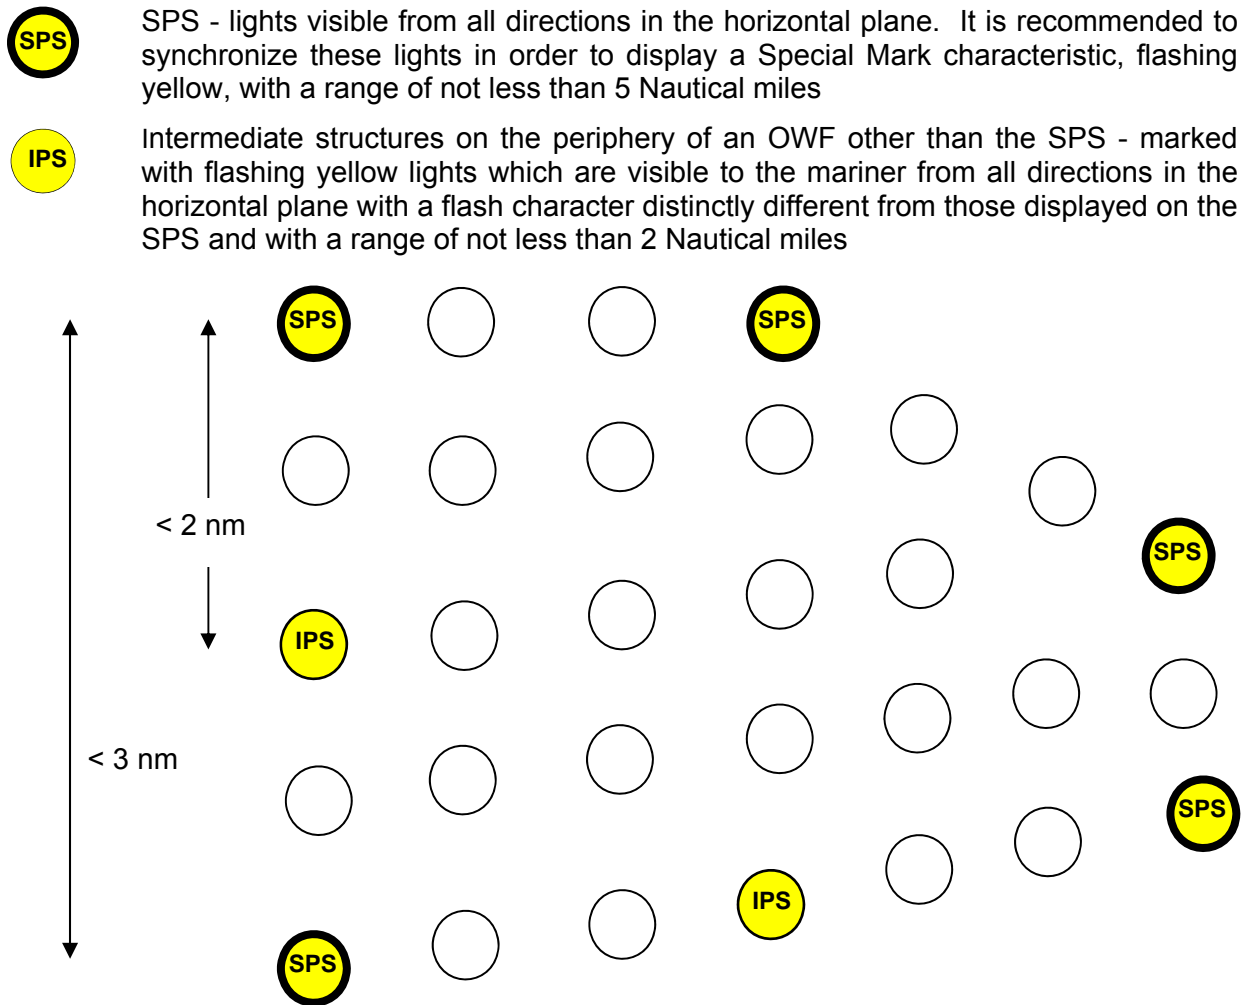 SPS
SPS - lights visible from all directions in the horizontal plane. It is recommended to
synchronize these lights in order to display a Special Mark characteristic, flashing
yellow, with a range of not less than 5 Nautical miles
IPS
Intermediate structures on the periphery of an OWF other than the SPS - marked
with flashing yellow lights which are visible to the mariner from all directions in the
horizontal plane with a flash character distinctly different from those displayed on the
SPS and with a range of not less than 2 Nautical miles
SPS
SPS
< 2 nm
SPS
IPS
< 3 nm
SPS
IPS
SPS